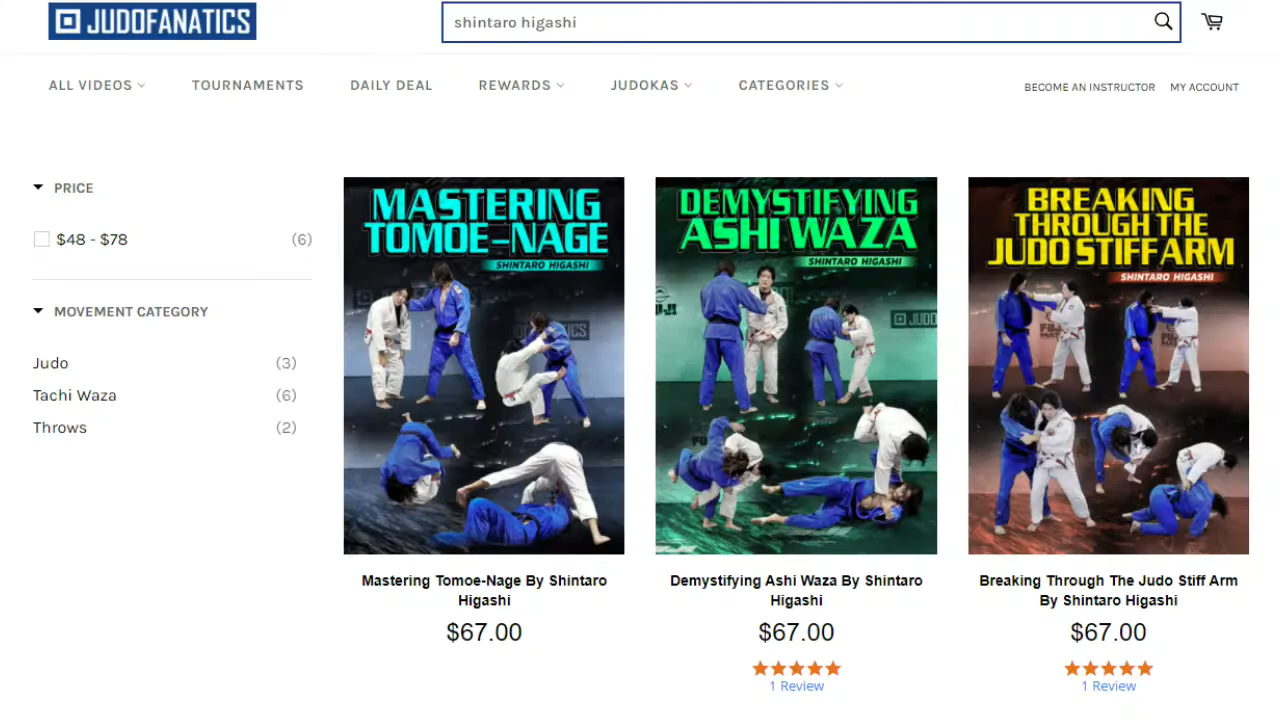 JUDOFANATICS
shintaro higashi
ALL VIDEOS
TOURNAMENTS
DAILY DEAL
REWARDS
JUDOKAS
CATEGORIES
BECOME AN INSTRUCTOR
MY ACCOUNT
PRICE
$48 - $78 (6)
MOVEMENT CATEGORY
Judo (3)
Tachi Waza (6)
Throws (2)
MASTERING
TOMOE-NAGE
SHINTARO HIGASHI
Mastering Tomoe-Nage By Shintaro
Higashi
$67.00
DEMYSTIFYING
ASHI WAZA
SHINTARO HIGASHI
Demystifying Ashi Waza By Shintaro
Higashi
$67.00
1 Review
BREAKING
THROUGH THE
JUDO STIFF ARM
SHINTARO HIGASHI
Breaking Through The Judo Stiff Arm
By Shintaro Higashi
$67.00
1 Review